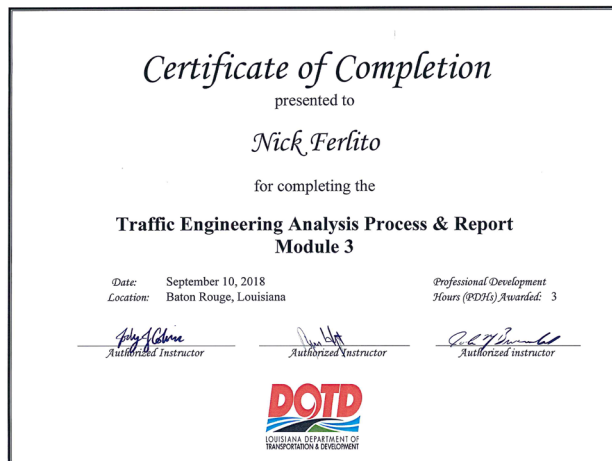 Certificate of Completion
presented to
Nick Ferlito
for completing the
Traffic Engineering Analysis Process & Report
Module 3
Date: September 10, 2018
Location: Baton Rouge, Louisiana
Professional Development
Hours (PDHs) Awarded: 3
Authorized Instructor
Authorized Instructor
Authorized instructor
DOTD
LOUISIANA DEPARTMENT OF
TRANSPORTATION & DEVELOPMENT